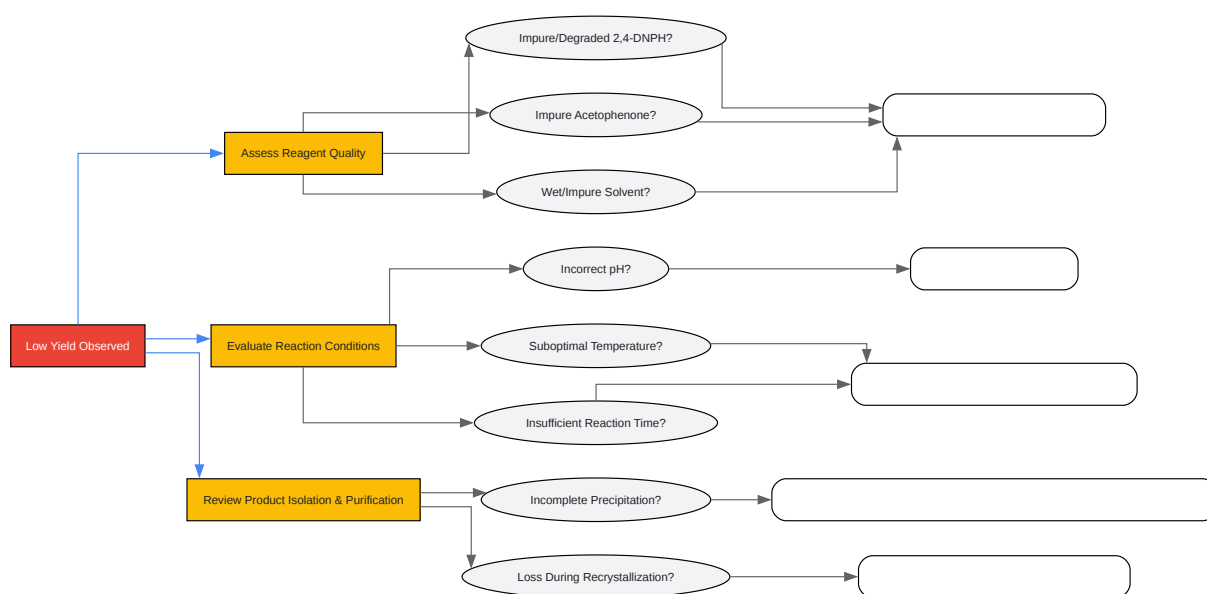 Impure/Degraded 2,4-DNPH?
Impure Acetophenone?
Assess Reagent Quality
Wet/Impure Solvent?
Incorrect pH?
Low Yield Observed
Evaluate Reaction Conditions
Suboptimal Temperature?
Insufficient Reaction Time?
Review Product Isolation & Purification
Incomplete Precipitation?
Loss During Recrystallization?